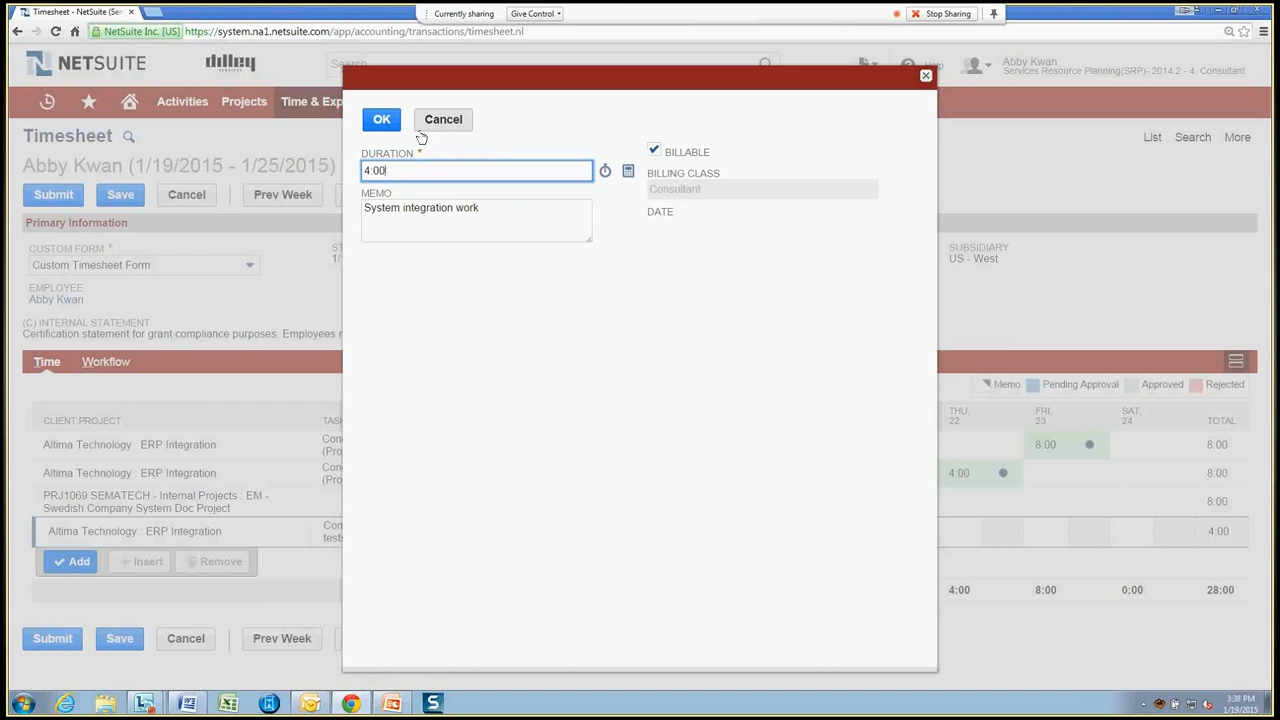 Timesheet - NetSuite (Se
Currently sharing
Give Control
Stop Sharing
NetSuite Inc. [US]
https://system.na1.netsuite.com/app/accounting/transactions/timesheet.nl
NETSUITE
dilley
SERVICES
Search
Abby Kwan
Services Resource Planning(SRP)- 2014.2 - 4. Consultant
Activities
Projects
Time & Exp
OK
Cancel
Timesheet
List
Search
More
DURATION *
BILLABLE
Abby Kwan (1/19/2015 - 1/25/2015)
4:00
BILLING CLASS
Submit
Save
Cancel
Prev Week
MEMO
Consultant
System integration work
DATE
Primary Information
CUSTOM FORM *
SUBSIDIARY
Custom Timesheet Form
1/
US - West
EMPLOYEE
Abby Kwan
(C) INTERNAL STATEMENT
Certification statement for grant compliance purposes. Employees
Time
Workflow
Memo
Pending Approval
Approved
Rejected
CLIENT PROJECT
THU,
22
FRI,
23
SAT,
24
TOTAL
Altima Technology : ERP Integration
8:00
8:00
Altima Technology : ERP Integration
4:00
8:00
PRJ1069 SEMATECH - Internal Projects : EM -
Swedish Company System Doc Project
8:00
Altima Technology : ERP Integration
4:00
Add
Insert
Remove
4:00
8:00
0:00
28:00
Submit
Save
Cancel
Prev Week
3:38 PM
1/19/2015